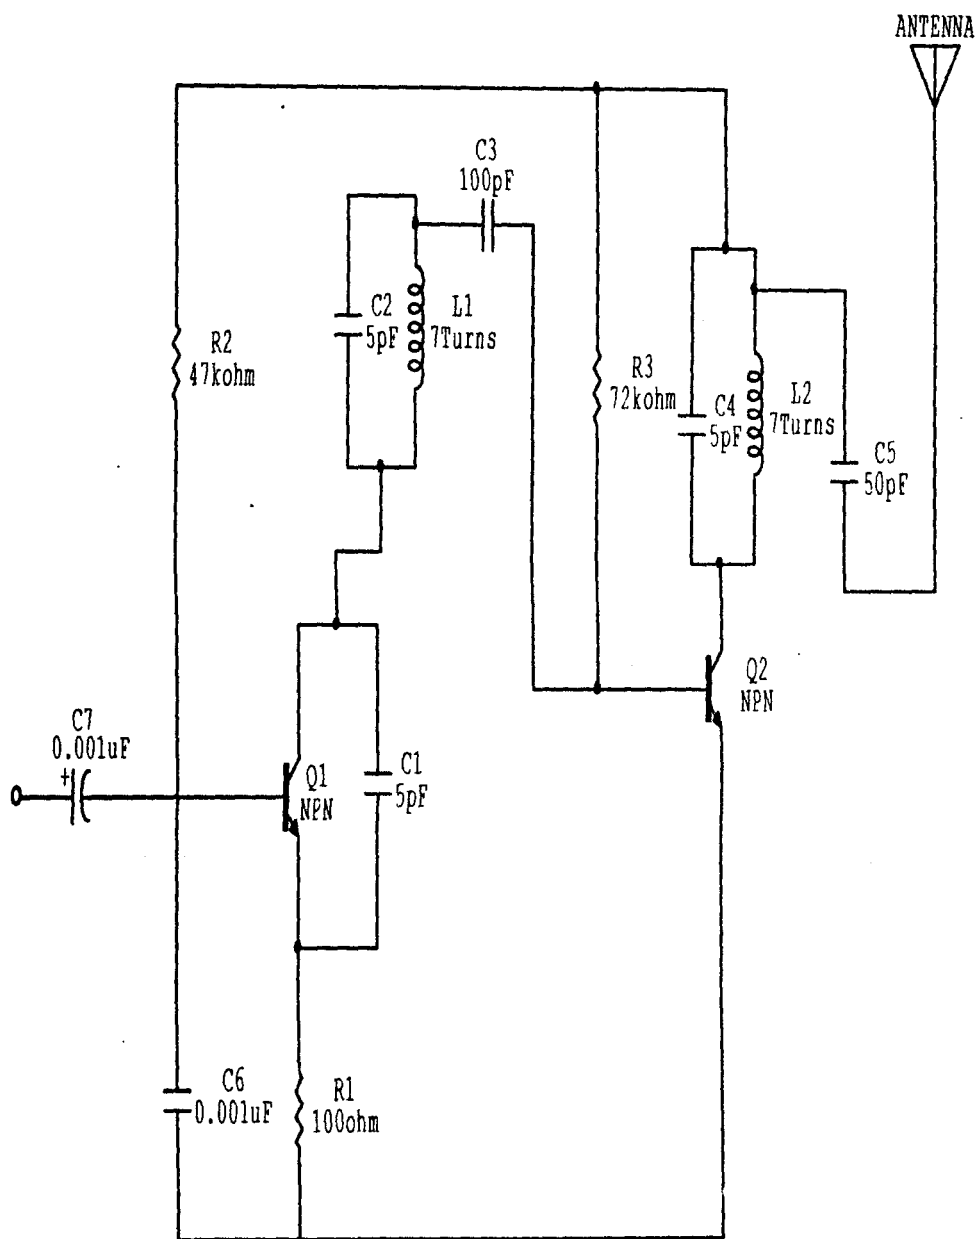 ANTENNA
C3
100pF
C2
5pF
L1
7Turns
R2
47kohm
R3
72kohm
C4
5pF
L2
7Turns
C5
50pF
Q2
NPN
C7
0.001uF
+
Q1
NPN
C1
5pF
C6
0.001uF
R1
100ohm